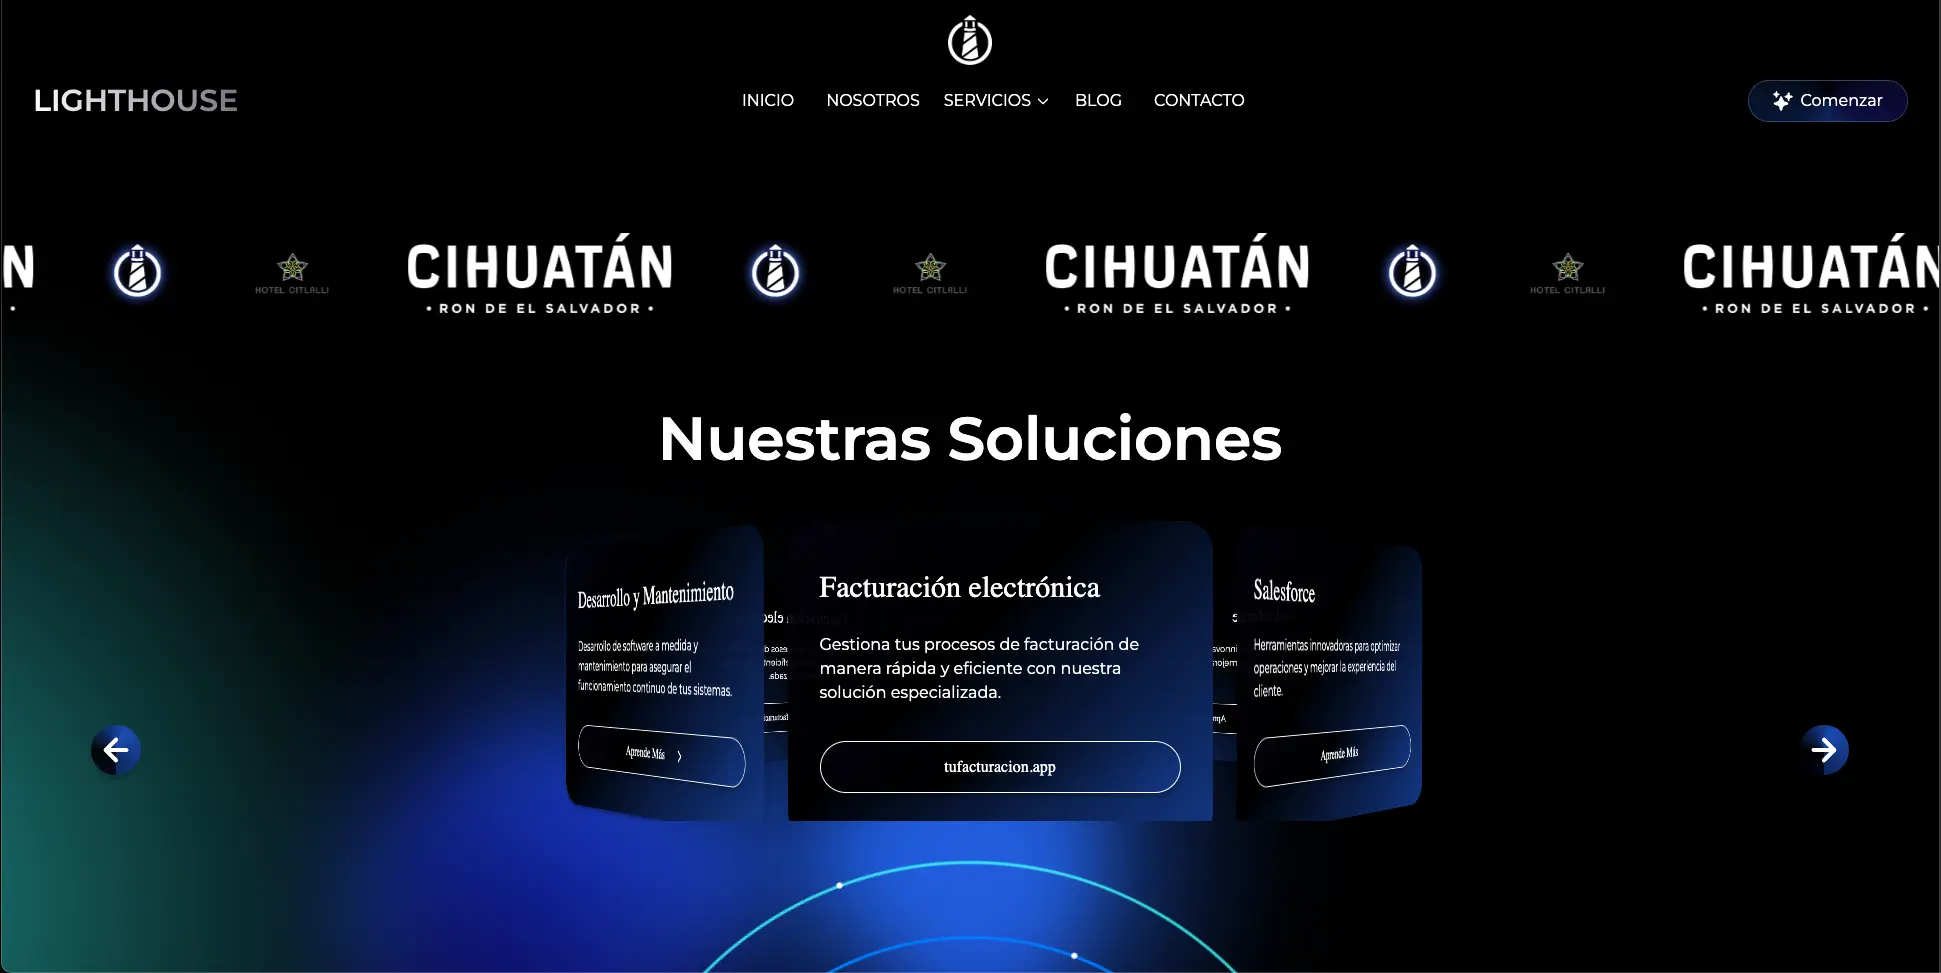 LIGHTHOUSE
INICIO
NOSOTROS
SERVICIOS
BLOG
CONTACTO
Comenzar
N
HOTEL CITLALLI
CIHUATÁN
• RON DE EL SALVADOR •
HOTEL CITLALLI
CIHUATÁN
• RON DE EL SALVADOR •
HOTEL CITLALLI
CIHUATÁN
• RON DE EL SALVADOR •
Nuestras Soluciones
Desarrollo y Mantenimiento
Desarrollo de software a medida y
mantenimiento para asegurar el
funcionamiento continuo de tus sistemas.
Aprende Más
Facturación electrónica
Gestiona tus procesos de facturación de
manera rápida y eficiente con nuestra
solución especializada.
tufacturacion.app
Salesforce
Herramientas innovadoras para optimizar
operaciones y mejorar la experiencia del
cliente.
Aprende Más